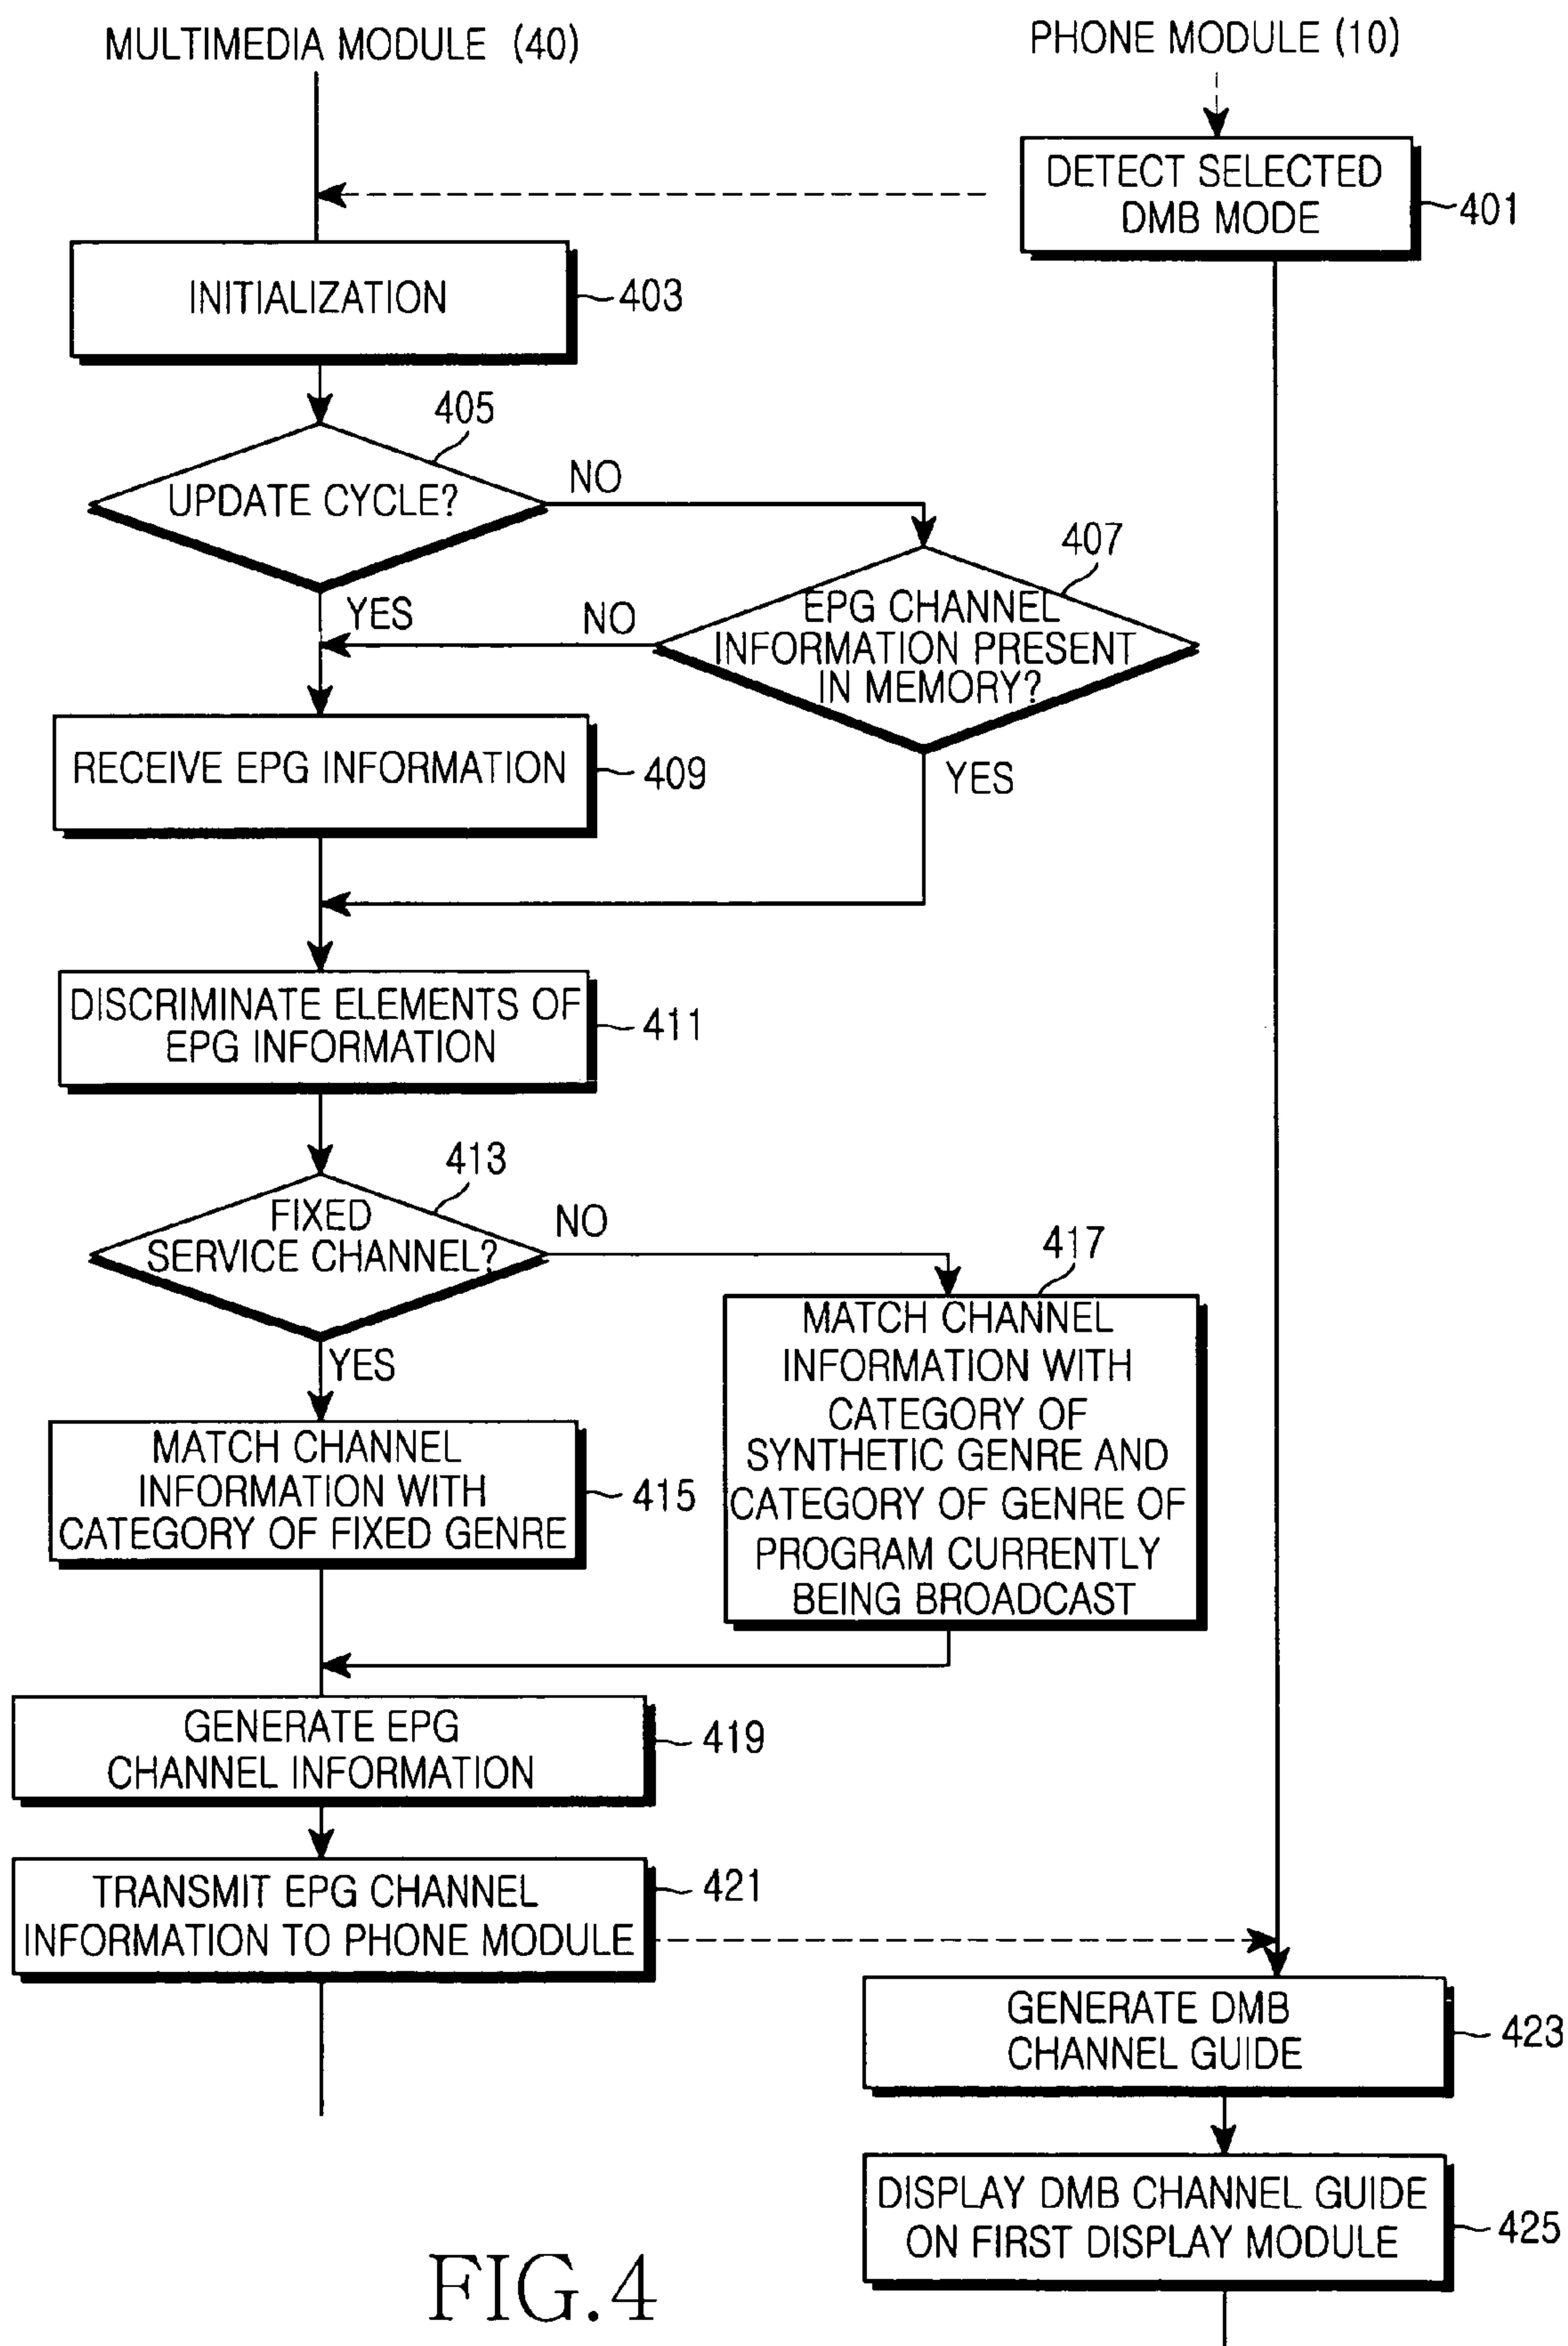 MULTIMEDIA MODULE (40)
PHONE MODULE (10)
DETECT SELECTED
DMB MODE
401
INITIALIZATION
403
405
UPDATE CYCLE?
NO
YES
407
EPG CHANNEL
INFORMATION PRESENT
IN MEMORY?
NO
YES
RECEIVE EPG INFORMATION
409
DISCRIMINATE ELEMENTS OF
EPG INFORMATION
411
413
FIXED
SERVICE CHANNEL?
NO
YES
417
MATCH CHANNEL
INFORMATION WITH
CATEGORY OF
SYNTHETIC GENRE AND
CATEGORY OF GENRE OF
PROGRAM CURRENTLY
BEING BROADCAST
MATCH CHANNEL
INFORMATION WITH
CATEGORY OF FIXED GENRE
415
GENERATE EPG
CHANNEL INFORMATION
419
TRANSMIT EPG CHANNEL
INFORMATION TO PHONE MODULE
421
GENERATE DMB
CHANNEL GUIDE
423
DISPLAY DMB CHANNEL GUIDE
ON FIRST DISPLAY MODULE
425
FIG.4